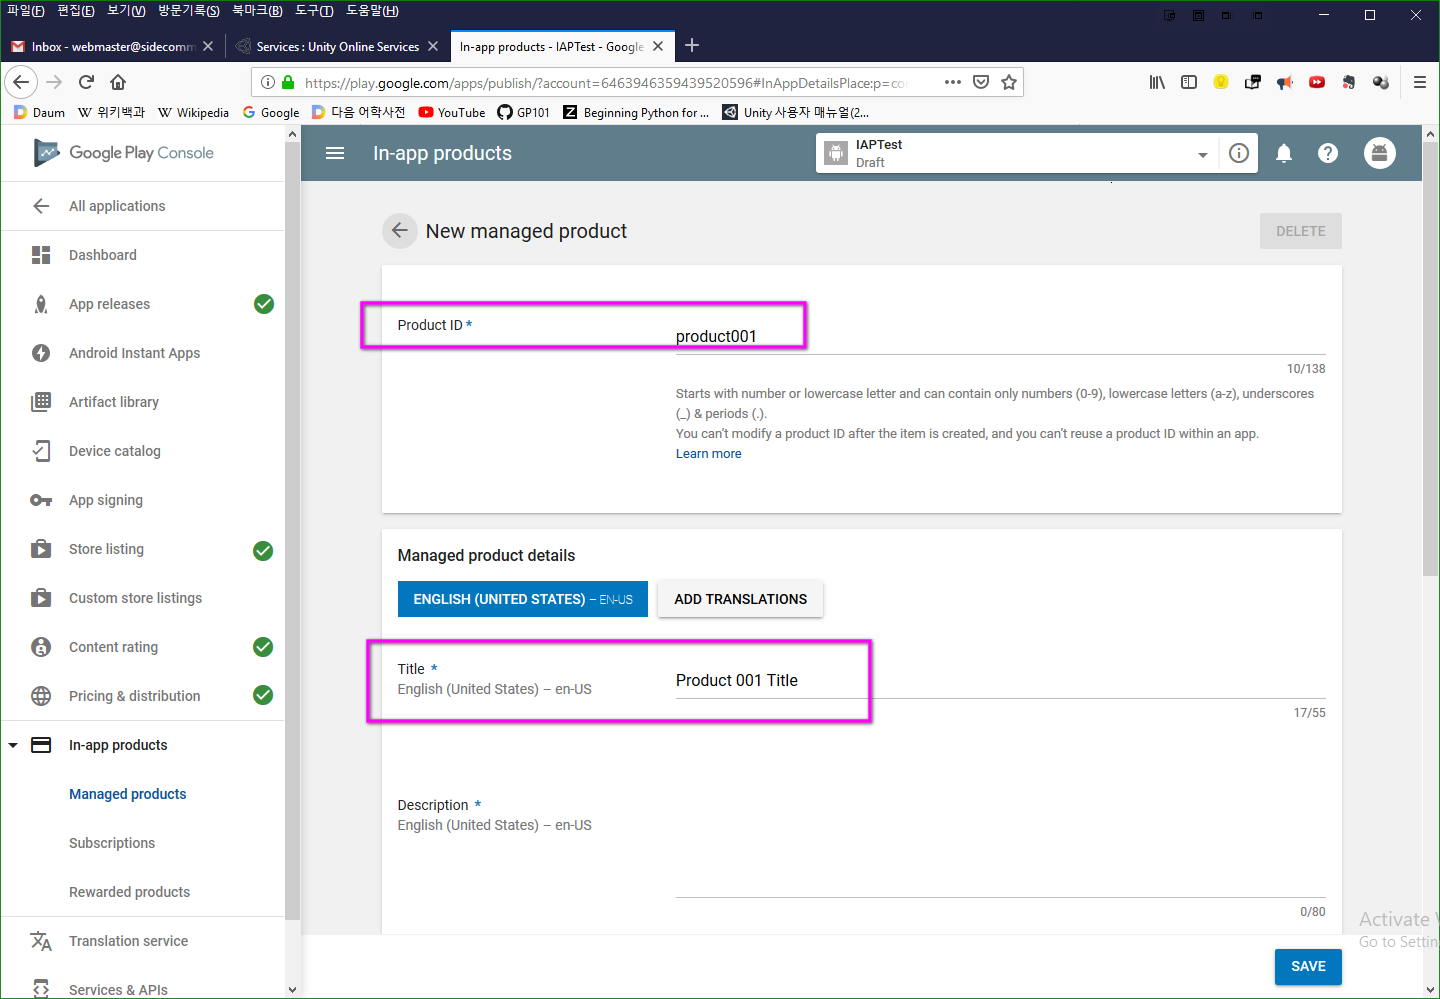 파일(F) 편집(E) 보기(V) 방문기록(S) 북마크(B) 도구(T) 도움말(H)
Inbox - webmaster@sidecomm
Services : Unity Online Services
In-app products - IAPTest - Google
https://play.google.com/apps/publish/?account=6463946359439520596#InAppDetailsPlace:p=co
Daum 위키백과 Wikipedia Google 다음 어학사전 YouTube GP101 Beginning Python for ... Unity 사용자 매뉴얼(2...
Google Play Console
In-app products
IAPTest
Draft
All applications
Dashboard
App releases
Android Instant Apps
Artifact library
Device catalog
App signing
Store listing
Custom store listings
Content rating
Pricing & distribution
In-app products
Managed products
Subscriptions
Rewarded products
Translation service
Services & APIs
New managed product
DELETE
Product ID *
product001
10/138
Starts with number or lowercase letter and can contain only numbers (0-9), lowercase letters (a-z), underscores
(_) & periods (.).
You can't modify a product ID after the item is created, and you can't reuse a product ID within an app.
Learn more
Managed product details
ENGLISH (UNITED STATES) – EN-US
ADD TRANSLATIONS
Title *
English (United States) – en-US
Product 001 Title
17/55
Description *
English (United States) – en-US
0/80
Activate W
Go to Settin
SAVE